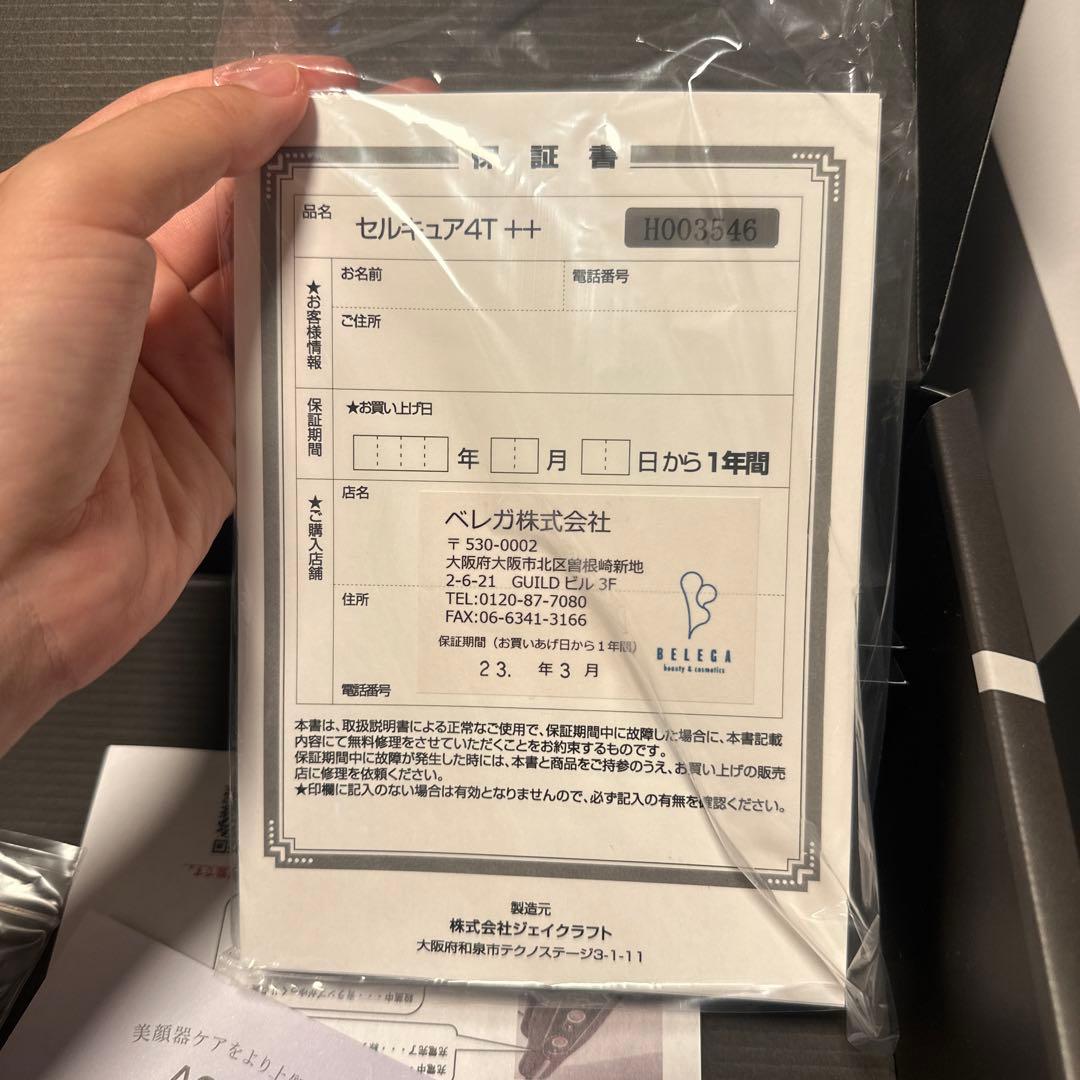 保証書
品名
セルキュア4T ++
H003546
★お客様情報
お名前
電話番号
ご住所
保証期間
★お買い上げ日
年 月 日から1年間
★ご購入店舗
店名
ベレガ株式会社
〒530-0002
大阪府大阪市北区曽根崎新地
2-6-21 GUILDビル 3F
住所
TEL:0120-87-7080
FAX:06-6341-3166
保証期間（お買いあげ日から1年間）
23. 年 3 月
BELEGA
beauty & cosmetics
電話番号
本書は、取扱説明書による正常なご使用で、保証期間中に故障した場合に、本書記載
内容にて無料修理をさせていただくことをお約束するものです。
保証期間中に故障が発生した時には、本書と商品をご持参のうえ、お買い上げの販売
店に修理を依頼ください。
★印欄に記入のない場合は有効となりませんので、必ず記入の有無を確認ください。
製造元
株式会社ジェイクラフト
大阪府和泉市テクノステージ3-1-11
美顔器ケアをより上